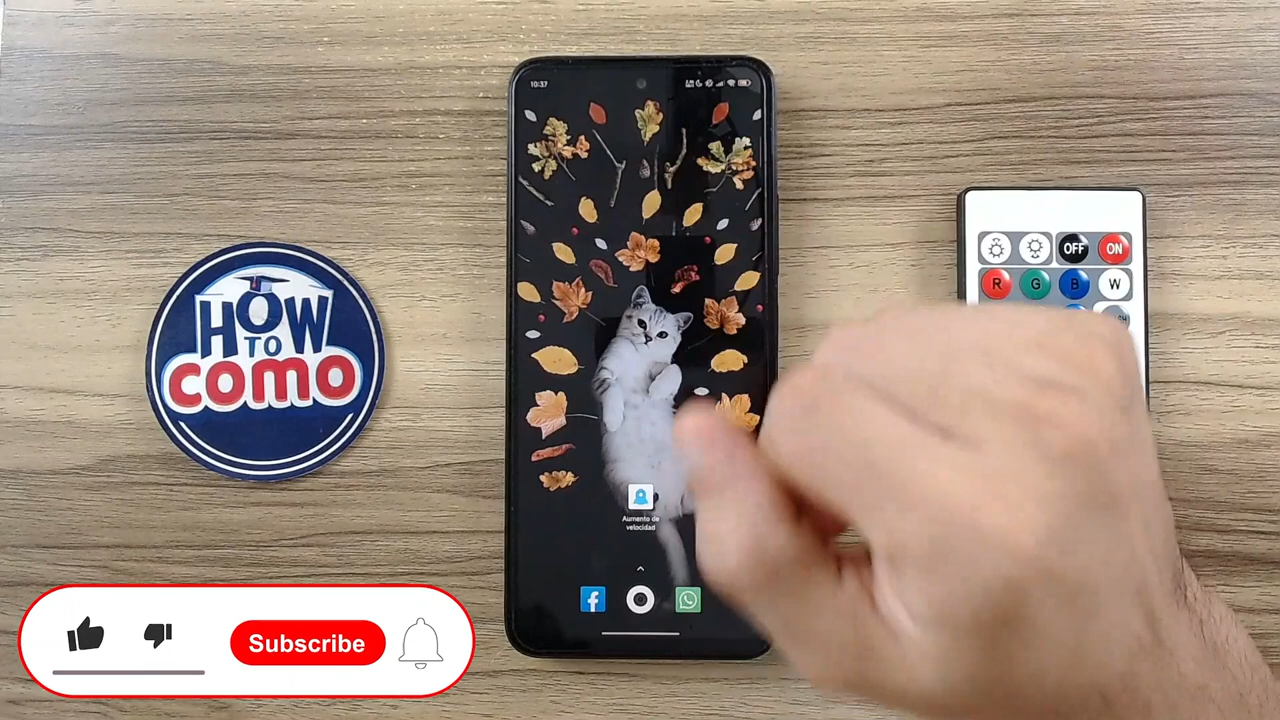 10:37
OFF
ON
R
G
B
W
HOW
TO
COMO
Aumento de
velocidad
Subscribe